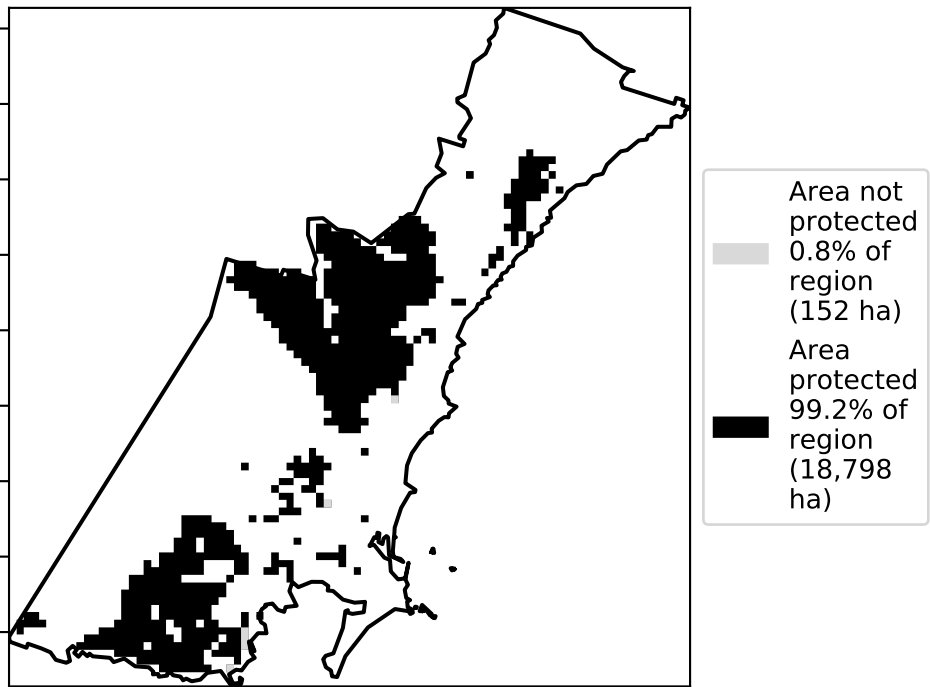 Area not
protected
0.8% of
region
(152 ha)
Area
protected
99.2% of
region
(18,798
ha)